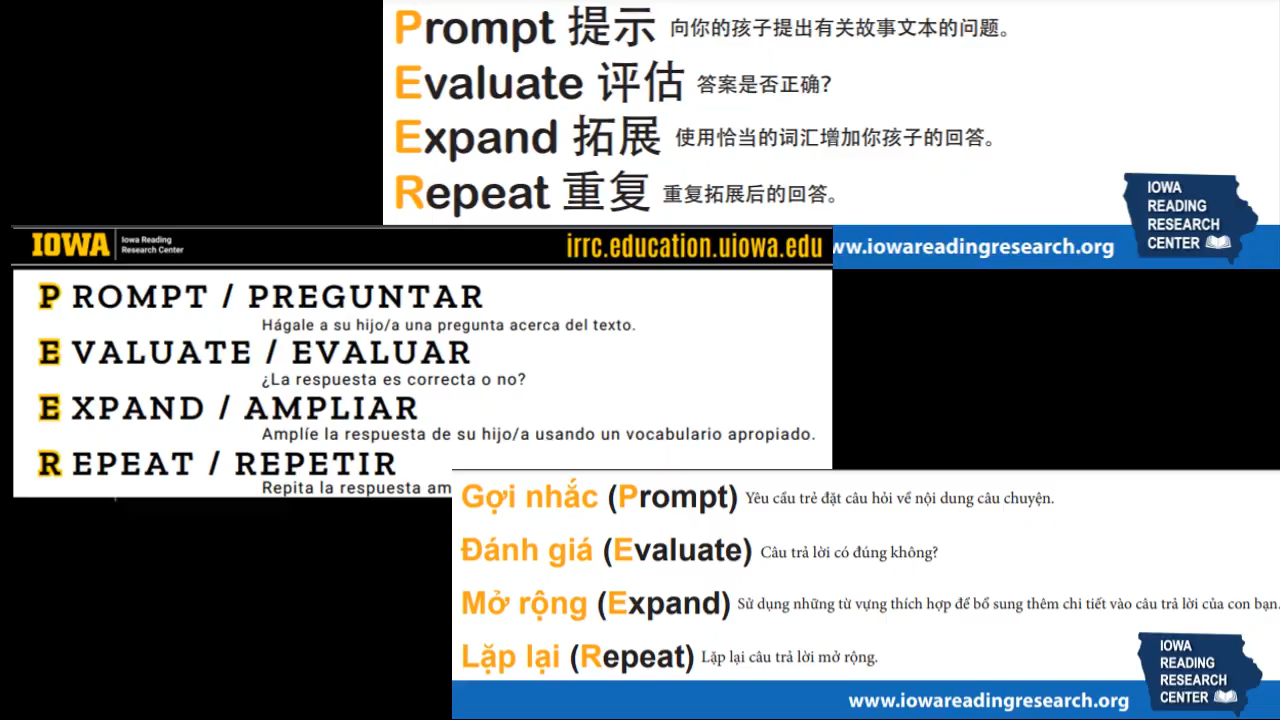 Prompt 提示 向你的孩子提出有关故事文本的问题。
Evaluate 评估 答案是否正确?
Expand 拓展 使用恰当的词汇增加你孩子的回答。
Repeat 重复 重复拓展后的回答。
IOWA
READING
RESEARCH
CENTER
ww.iowareadingresearch.org
IOWA
Iowa Reading
Research Center
irrc.education.uiowa.edu
PROMPT / PREGUNTAR
Hágale a su hijo/a una pregunta acerca del texto.
EVALUATE / EVALUAR
¿La respuesta es correcta o no?
EXPAND / AMPLIAR
Amplíe la respuesta de su hijo/a usando un vocabulario apropiado.
REPEAT / REPETIR
Repita la respuesta am
Gợi nhắc (Prompt) Yêu cầu trẻ đặt câu hỏi về nội dung câu chuyện.
Đánh giá (Evaluate) Câu trả lời có đúng không?
Mở rộng (Expand) Sử dụng những từ vựng thích hợp để bổ sung thêm chi tiết vào câu trả lời của con bạn.
Lặp lại (Repeat) Lặp lại câu trả lời mở rộng.
IOWA
READING
RESEARCH
CENTER
www.iowareadingresearch.org